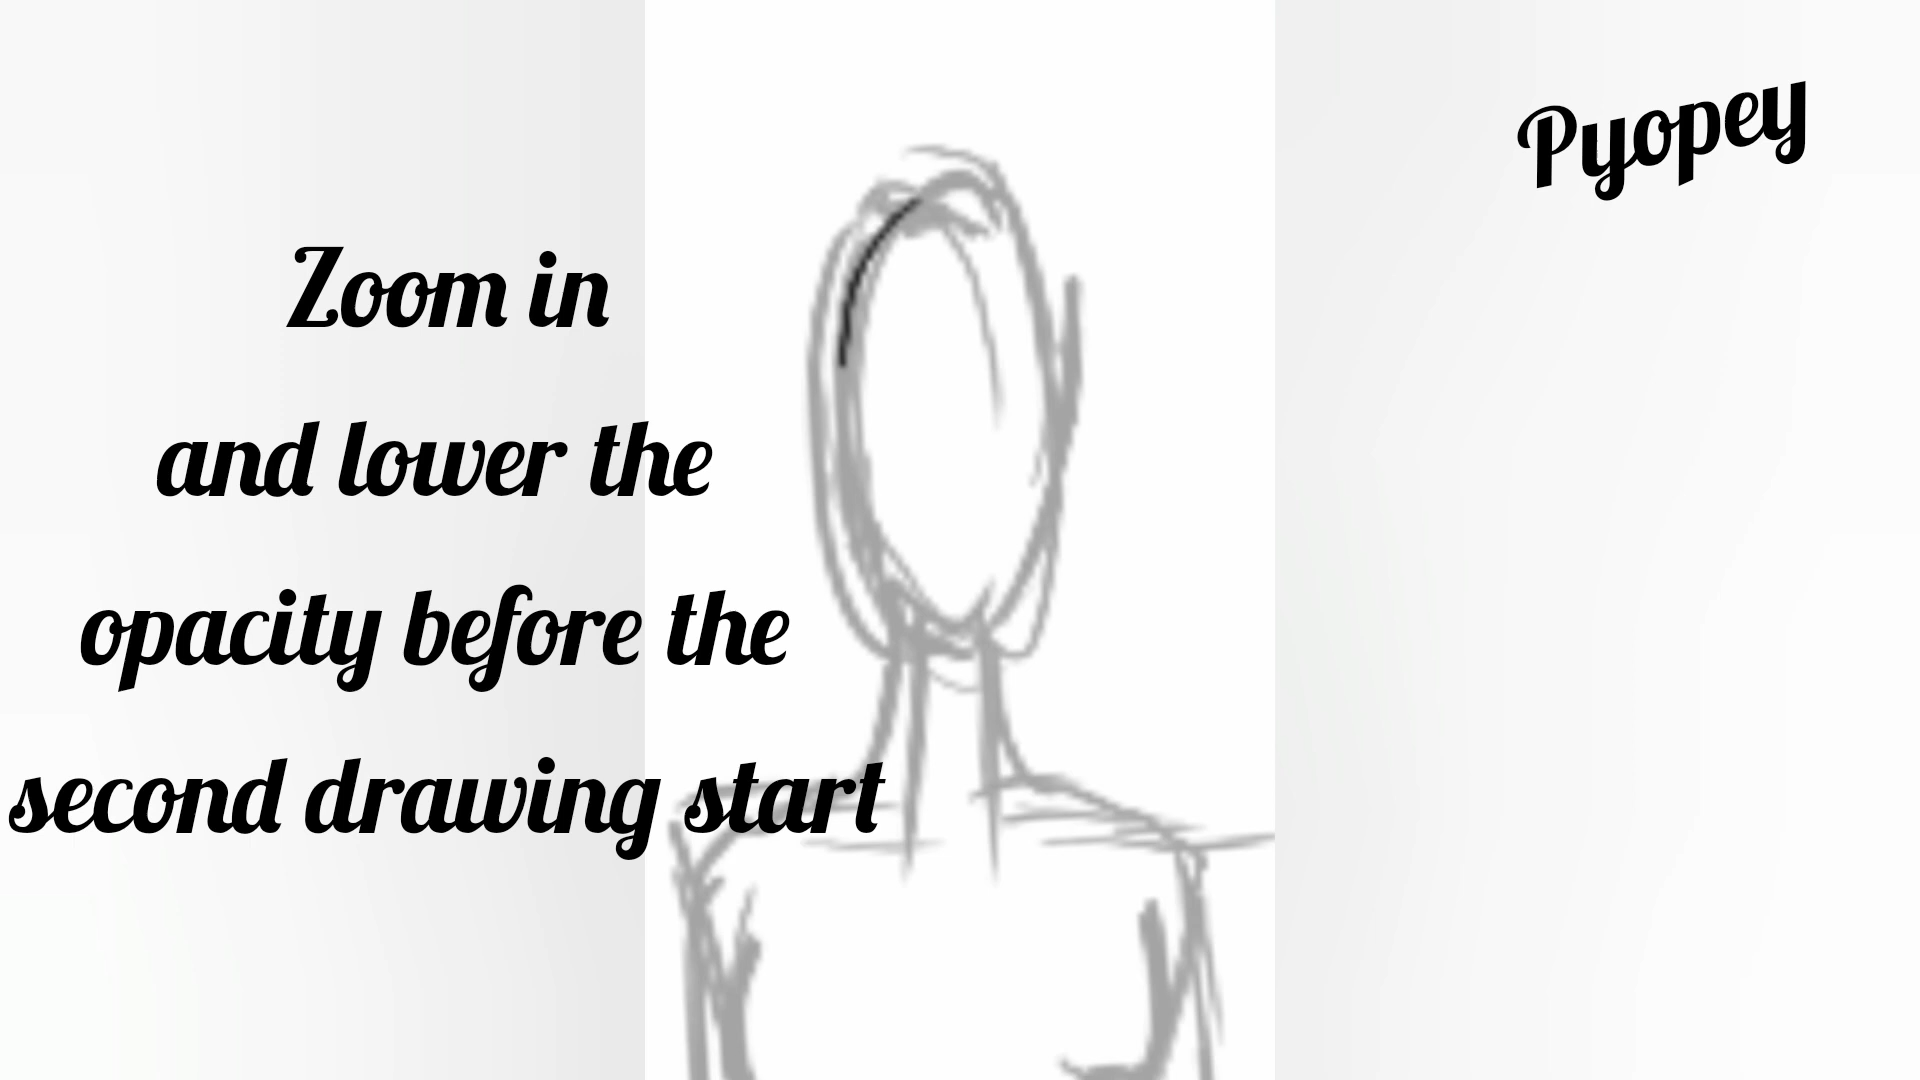 Pyopey
Zoom in
and lower the
opacity before the
second drawing start